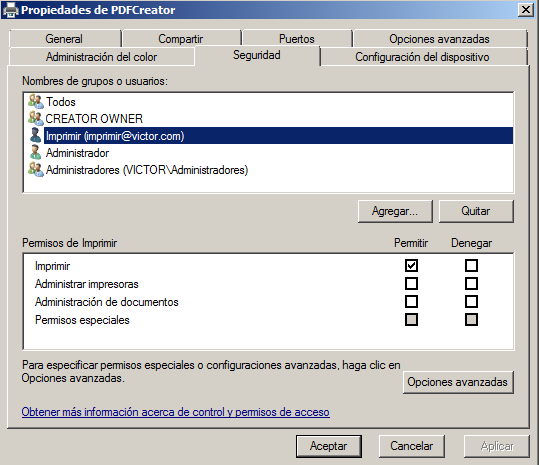 Propiedades de PDFCreator
General Compartir Puertos Opciones avanzadas
Administración del color Seguridad Configuración del dispositivo
Nombres de grupos o usuarios:
Todos
CREATOR OWNER
Imprimir (imprimir@victor.com)
Administrador
Administradores (VICTOR\Administradores)
Agregar... Quitar
Permisos de Imprimir Permitir Denegar
Imprimir
Administrar impresoras
Administración de documentos
Permisos especiales
Para especificar permisos especiales o configuraciones avanzadas, haga clic en
Opciones avanzadas.
Opciones avanzadas
Obtener más información acerca de control y permisos de acceso
Aceptar Cancelar Aplicar